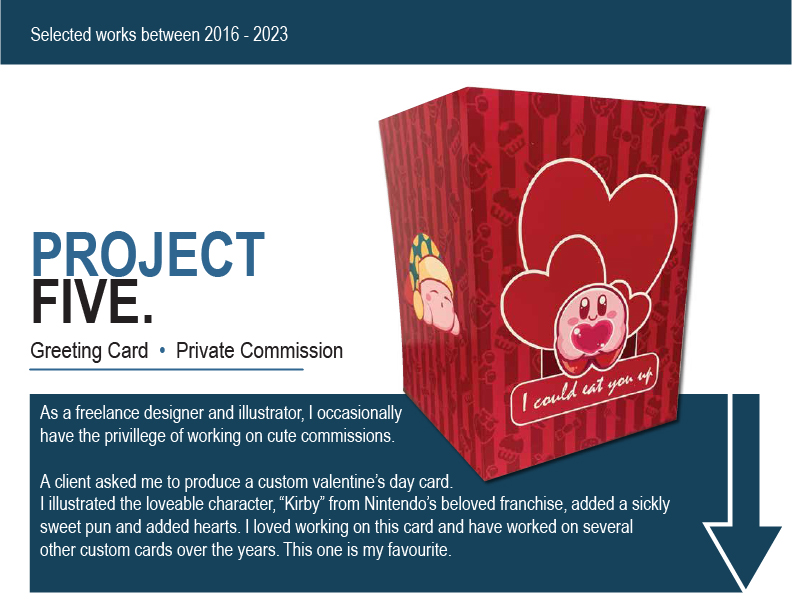 Selected works between 2016 - 2023
PROJECT
FIVE.
Greeting Card • Private Commission
I could eat you up
As a freelance designer and illustrator, I occasionally
have the privillege of working on cute commissions.
A client asked me to produce a custom valentine's day card.
I illustrated the loveable character, “Kirby” from Nintendo's beloved franchise, added a sickly
sweet pun and added hearts. I loved working on this card and have worked on several
other custom cards over the years. This one is my favourite.